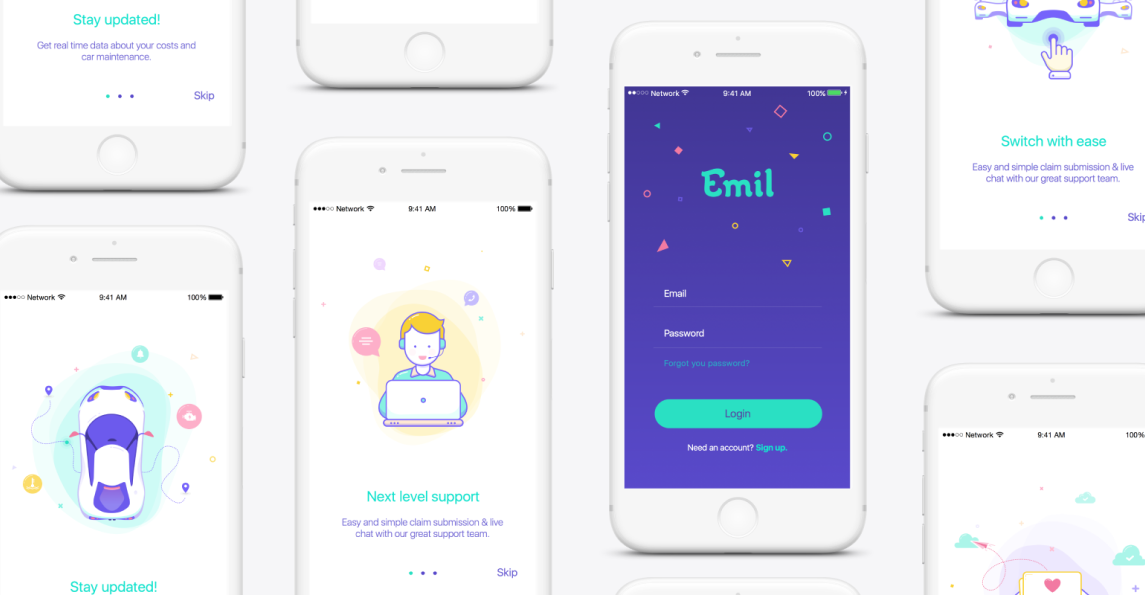 Stay updated!
Get real time data about your costs and
car maintenance.
Skip
Network
9:41 AM
100%
Stay updated!
Network
9:41 AM
100%
Next level support
Easy and simple claim submission & live
chat with our great support team.
Skip
Network
9:41 AM
100%
Emil
Email
Password
Forgot you password?
Login
Need an account? Sign up.
Switch with ease
Easy and simple claim submission & live
chat with our great support team.
Skip
Network
9:41 AM
100%